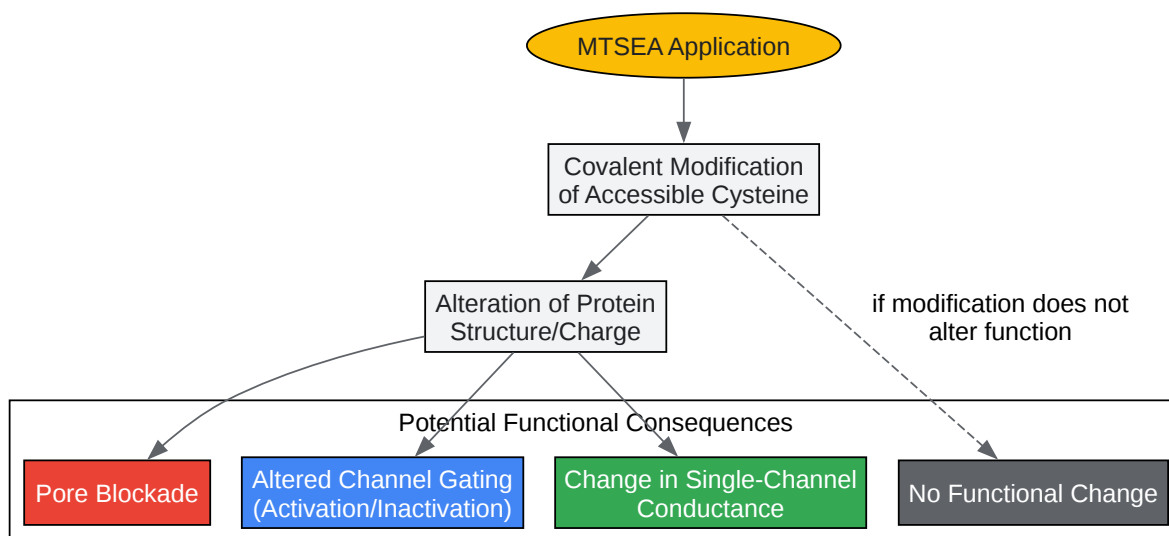 MTSEA Application
Covalent Modification
of Accessible Cysteine
Alteration of Protein
Structure/Charge
if modification does not
alter function
Potential Functional Consequences
Pore Blockade
Altered Channel Gating
(Activation/Inactivation)
Change in Single-Channel
Conductance
No Functional Change